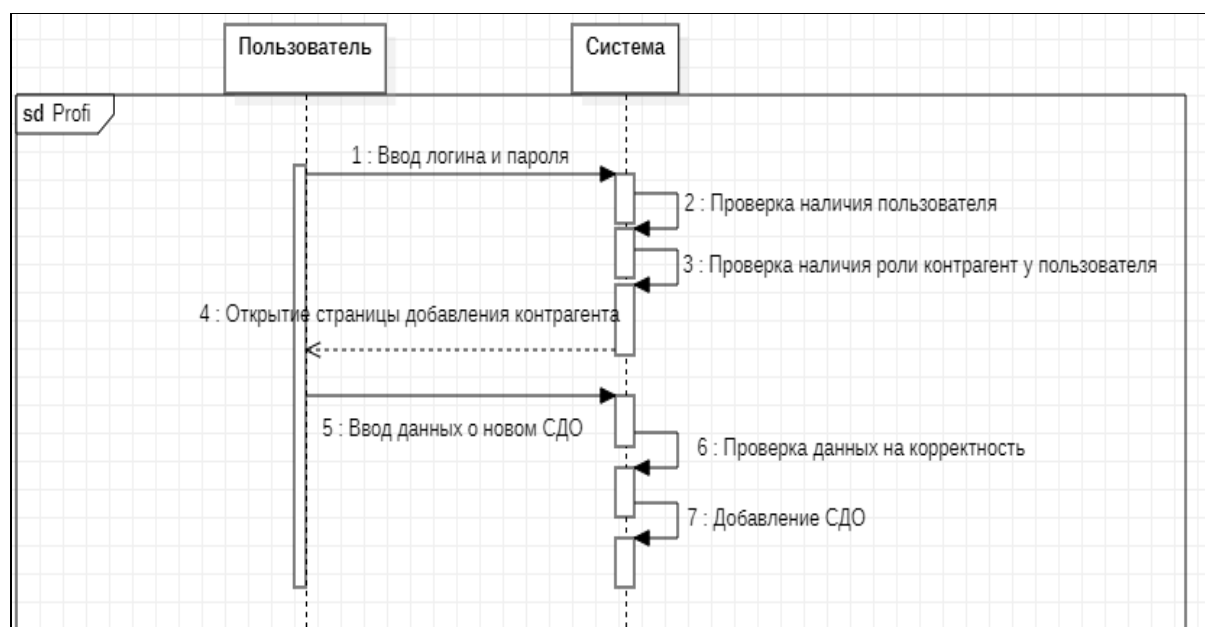 Пользователь
Система
sd Profi
1 : Ввод логина и пароля
2 : Проверка наличия пользователя
3 : Проверка наличия роли контрагент у пользователя
4 : Открытие страницы добавления контрагента
5 : Ввод данных о новом СДО
6 : Проверка данных на корректность
7 : Добавление СДО